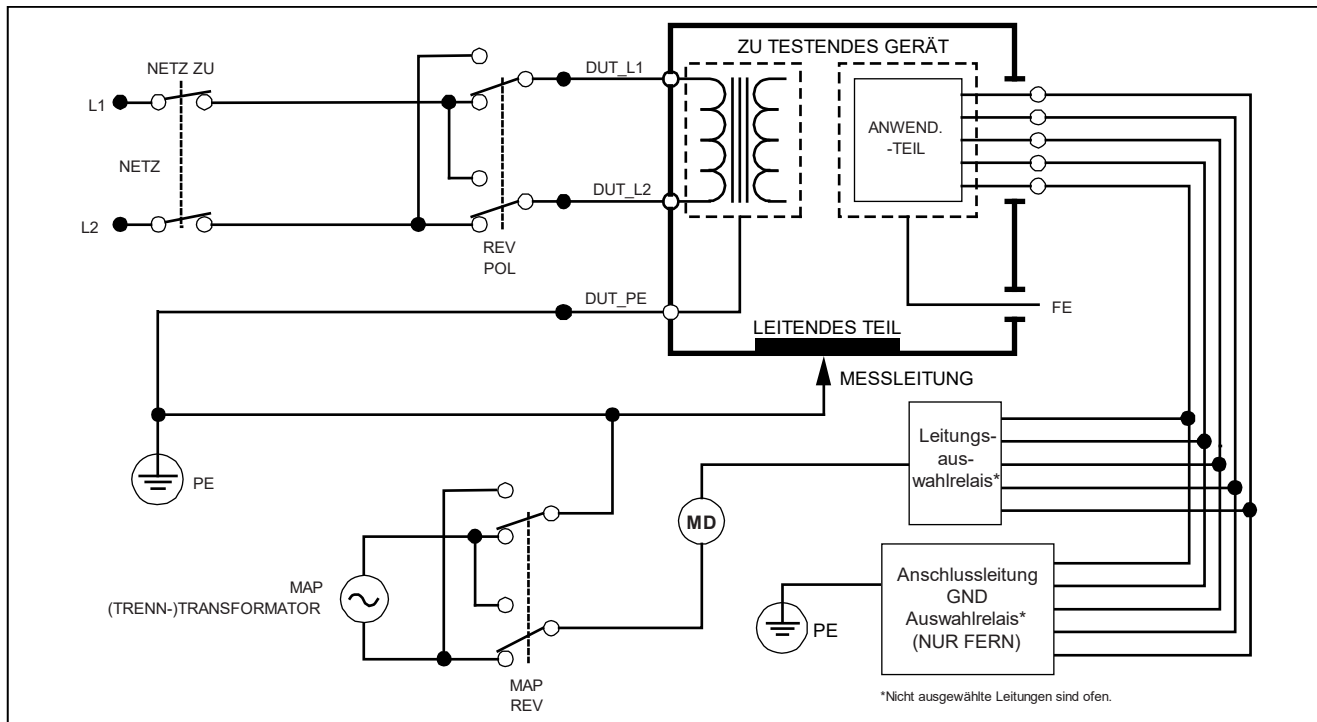 ZU TESTENDES GERÄT
NETZ ZU
DUT_L1
L1
ANWEND.
-TEIL
NETZ
DUT_L2
L2
REV
POL
DUT_PE
FE
LEITENDES TEIL
MESSLEITUNG
Leitungs-
aus-
wahlrelais*
PE
MD
MAP
(TRENN-)TRANSFORMATOR
Anschlussleitung
GND
Auswahlrelais*
(NUR FERN)
PE
MAP
REV
*Nicht ausgewählte Leitungen sind ofen.